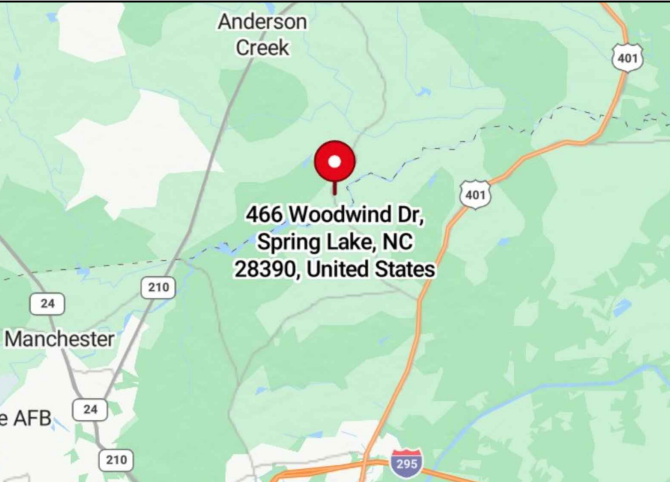 Anderson
Creek
401
401
466 Woodwind Dr,
Spring Lake, NC
28390, United States
210
24
Manchester
24
e AFB
210
295